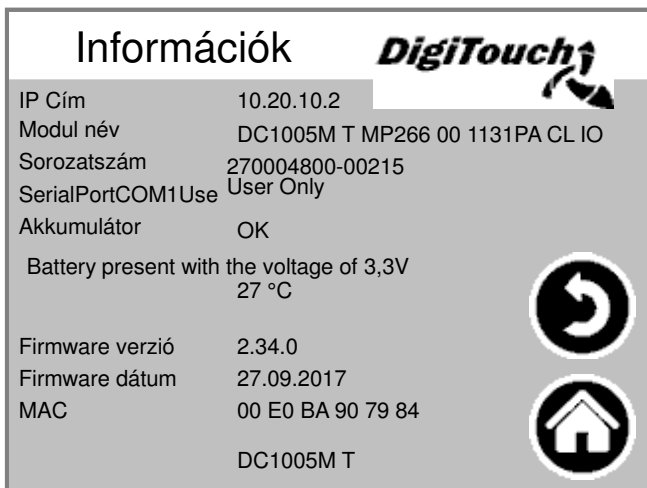 Információk
DigiTouch
IP Cím 10.20.10.2
Modul név DC1005M T MP266 00 1131PA CL IO
Sorozatszám 270004800-00215
SerialPortCOM1Use User Only
Akkumulátor OK
Battery present with the voltage of 3,3V
27 °C
Firmware verzió 2.34.0
Firmware dátum 27.09.2017
MAC 00 E0 BA 90 79 84
DC1005M T